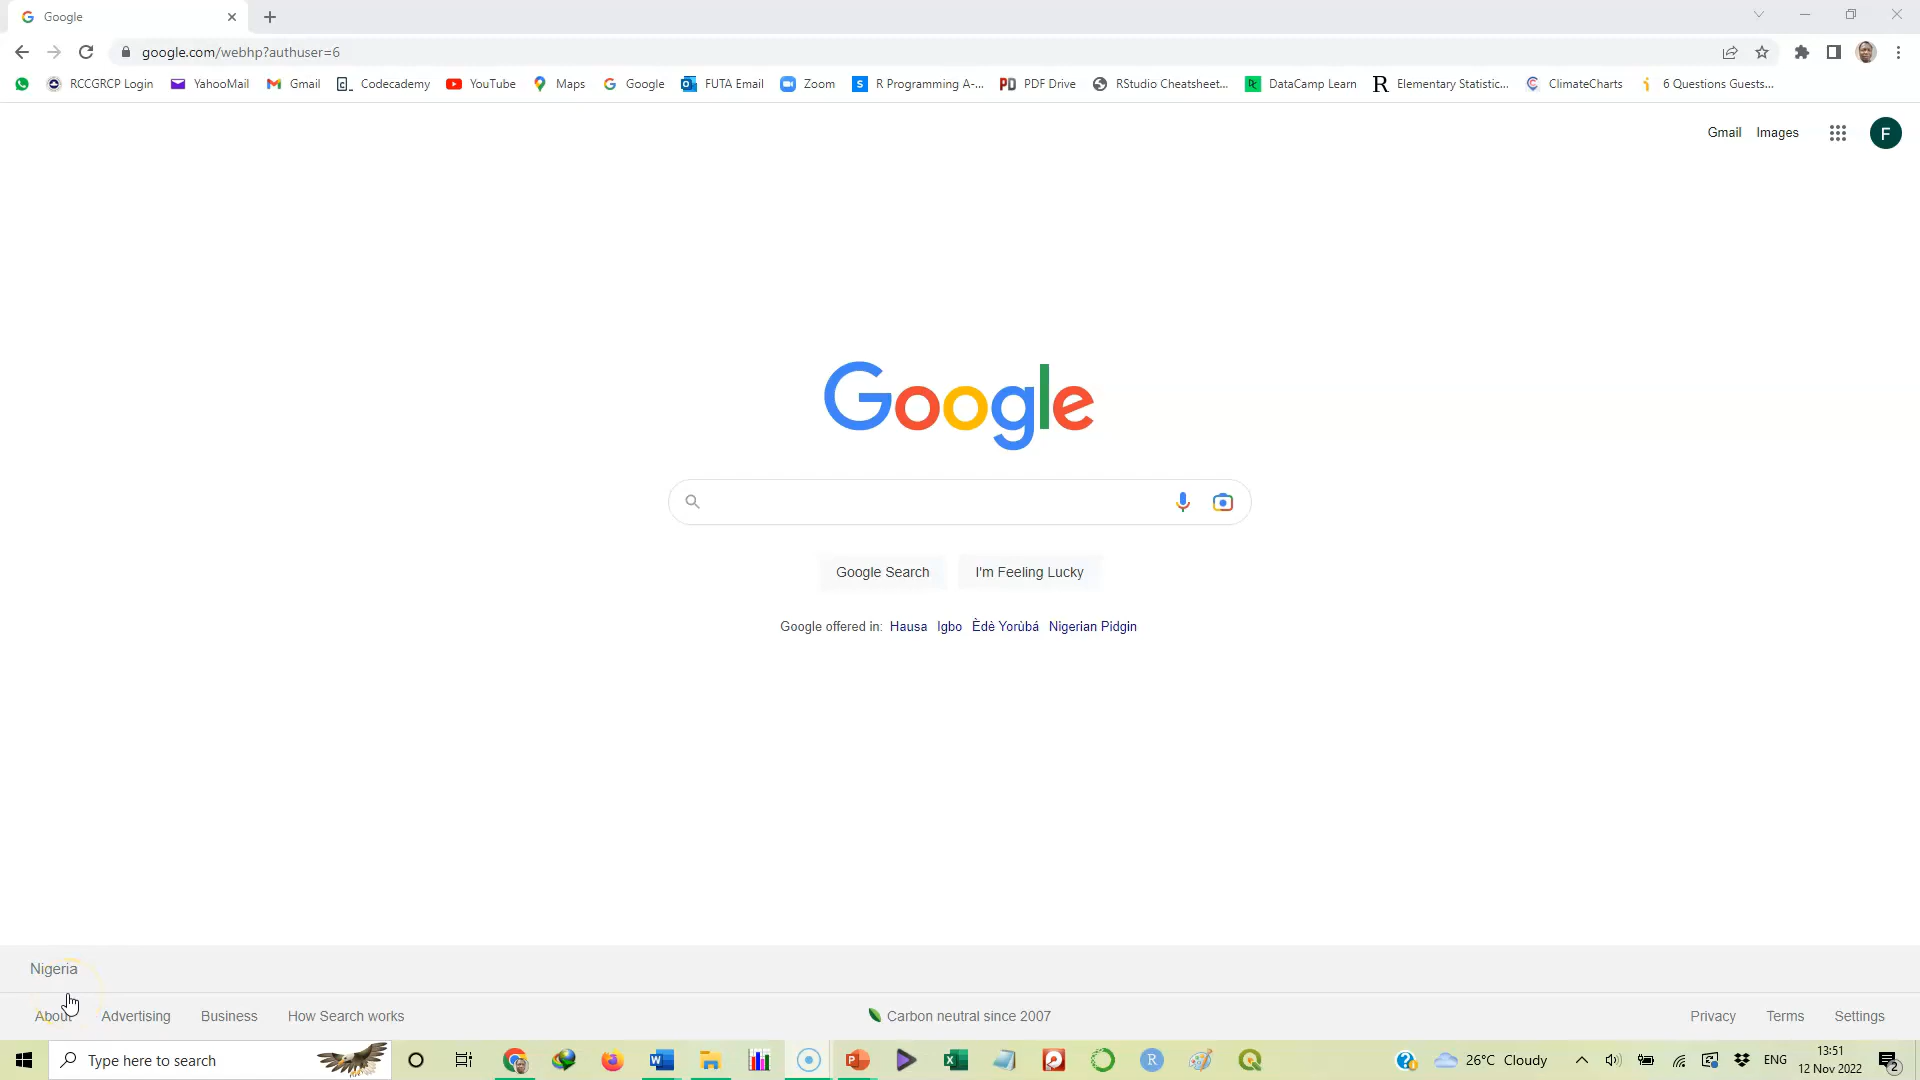 Google
google.com/webhp?authuser=6
RCCGRCP Login YahooMail Gmail Codecademy YouTube Maps Google FUTA Email Zoom R Programming A-... PDF Drive RStudio Cheatsheet... DataCamp Learn Elementary Statistic... ClimateCharts 6 Questions Guests...
Gmail Images F
Google
Google Search I'm Feeling Lucky
Google offered in: Hausa Igbo Èdè Yorùbá Nigerian Pidgin
Nigeria
About Advertising Business How Search works Carbon neutral since 2007 Privacy Terms Settings
Type here to search 26°C Cloudy ENG 13:51
12 Nov 2022 2